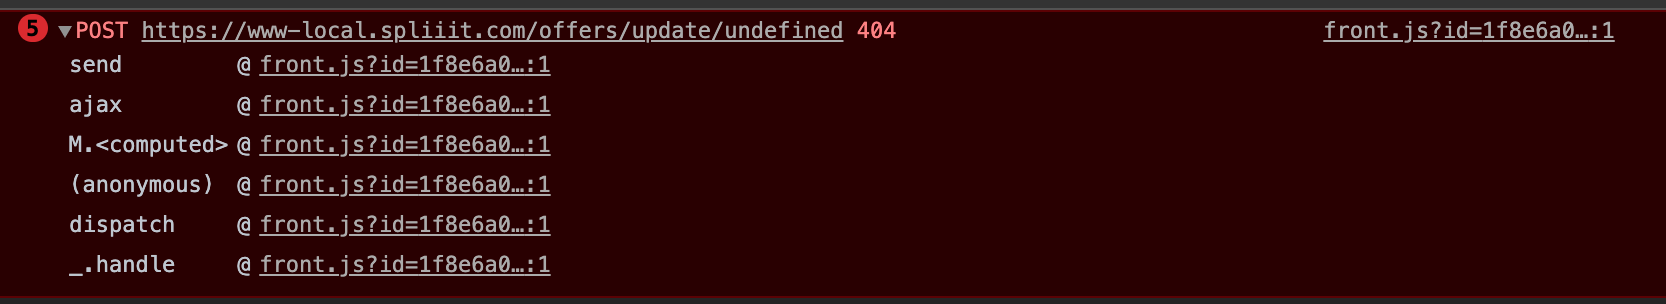 5 ▼POST https://www-local.spliiit.com/offers/update/undefined 404 front.js?id=1f8e6a0…:1
send @ front.js?id=1f8e6a0…:1
ajax @ front.js?id=1f8e6a0…:1
M.<computed> @ front.js?id=1f8e6a0…:1
(anonymous) @ front.js?id=1f8e6a0…:1
dispatch @ front.js?id=1f8e6a0…:1
_.handle @ front.js?id=1f8e6a0…:1